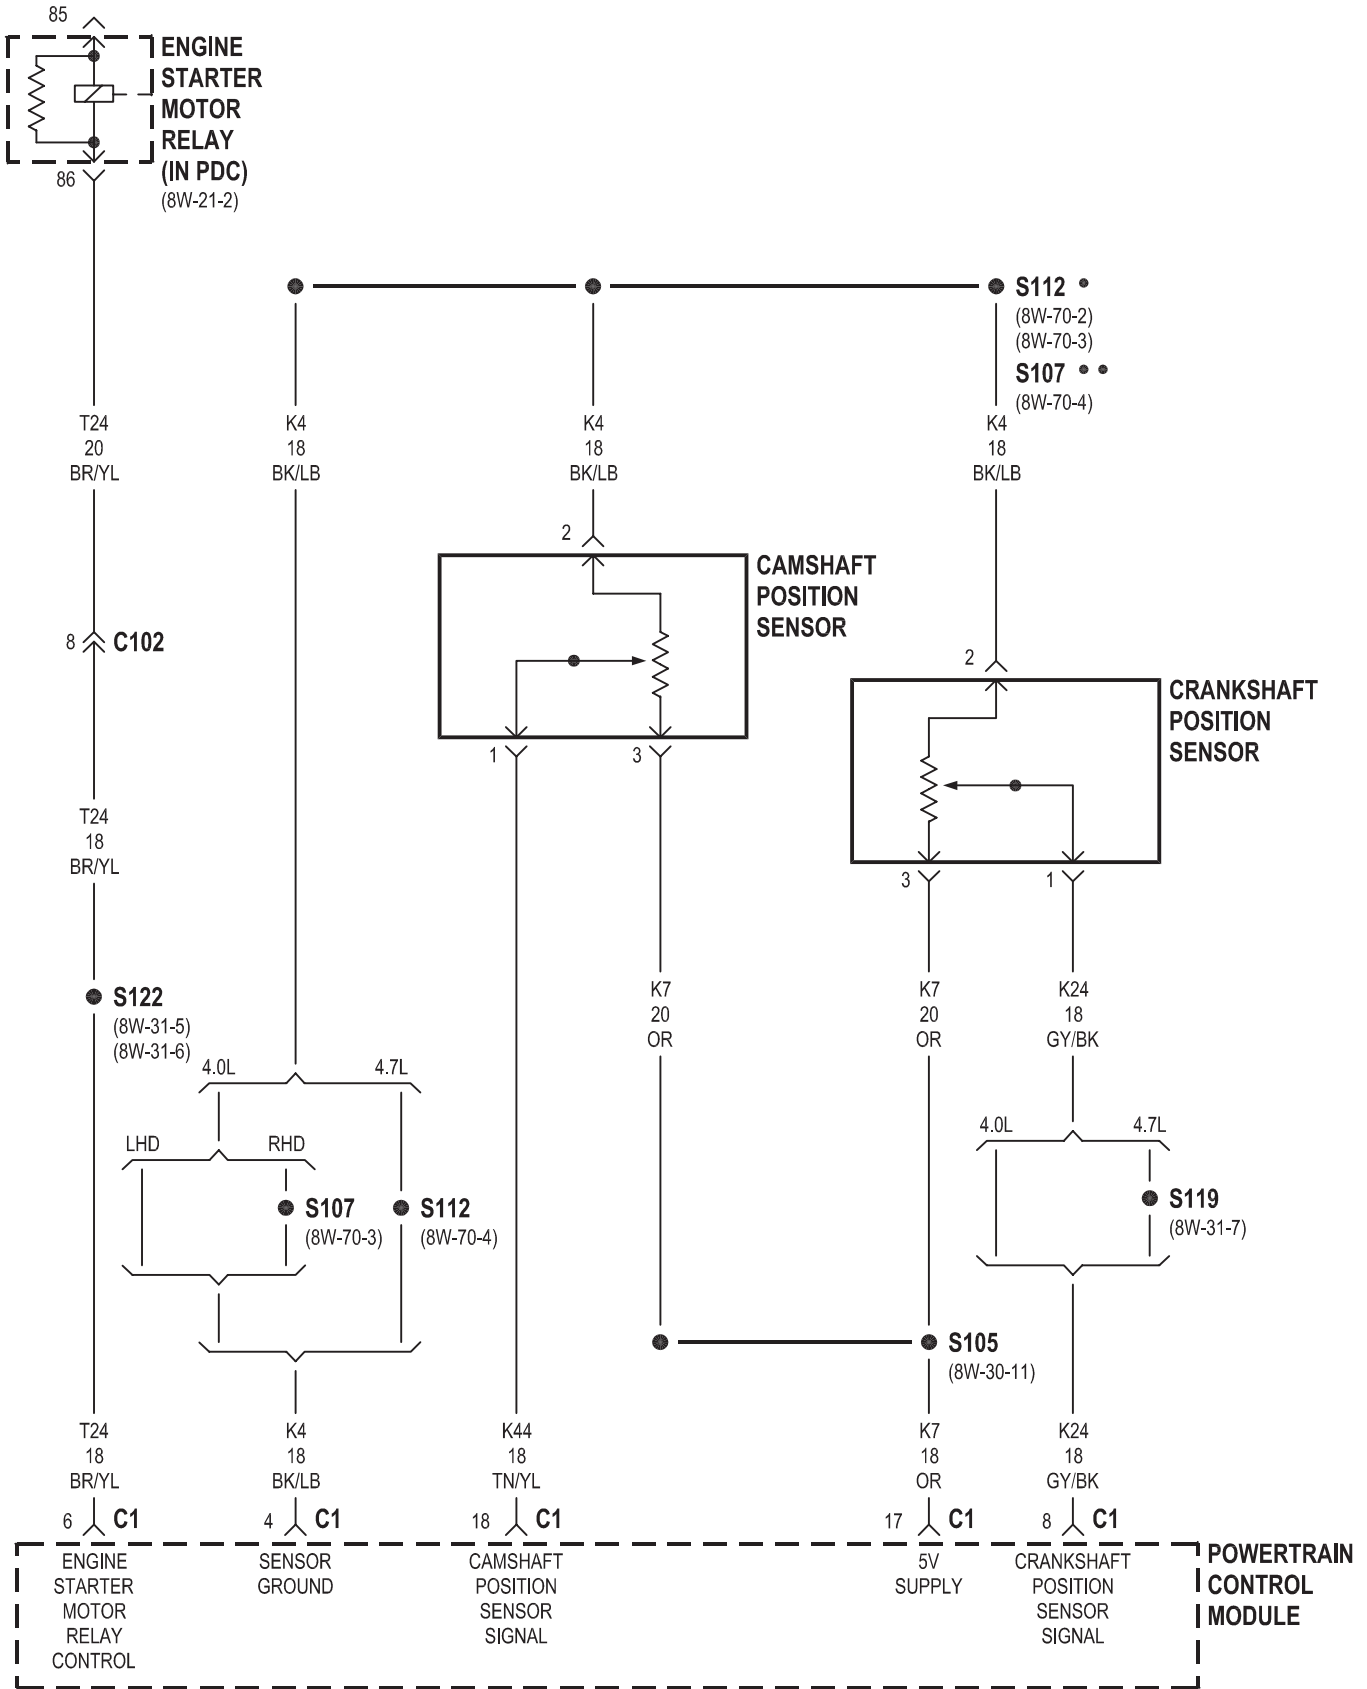 85
ENGINE
STARTER
MOTOR
RELAY
(IN PDC)
(8W-21-2)
86
S112 •
(8W-70-2)
(8W-70-3)
S107 • •
(8W-70-4)
T24
20
BR/YL
K4
18
BK/LB
K4
18
BK/LB
K4
18
BK/LB
2
CAMSHAFT
POSITION
SENSOR
8
C102
2
CRANKSHAFT
POSITION
SENSOR
1
3
T24
18
BR/YL
3
1
S122
(8W-31-5)
(8W-31-6)
K7
20
OR
K7
20
OR
K24
18
GY/BK
4.0L
4.7L
LHD
RHD
4.0L
4.7L
S107
(8W-70-3)
S112
(8W-70-4)
S119
(8W-31-7)
S105
(8W-30-11)
T24
18
BR/YL
K4
18
BK/LB
K44
18
TN/YL
K7
18
OR
K24
18
GY/BK
6
C1
4
C1
18
C1
17
C1
8
C1
ENGINE
STARTER
MOTOR
RELAY
CONTROL
SENSOR
GROUND
CAMSHAFT
POSITION
SENSOR
SIGNAL
5V
SUPPLY
CRANKSHAFT
POSITION
SENSOR
SIGNAL
POWERTRAIN
CONTROL
MODULE